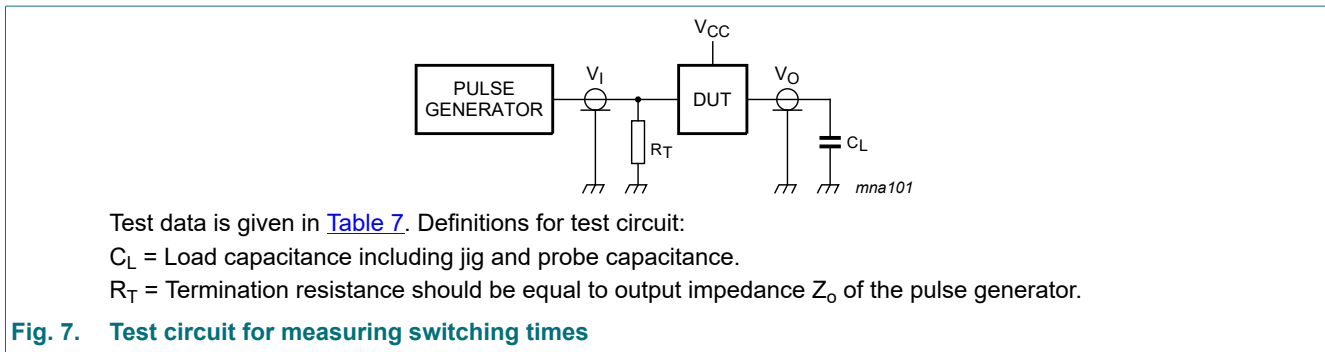 VCC
PULSE
GENERATOR
VI
DUT
VO
RT
CL
mna101
Test data is given in Table 7. Definitions for test circuit:
CL = Load capacitance including jig and probe capacitance.
RT = Termination resistance should be equal to output impedance Zo of the pulse generator.
Fig. 7. Test circuit for measuring switching times